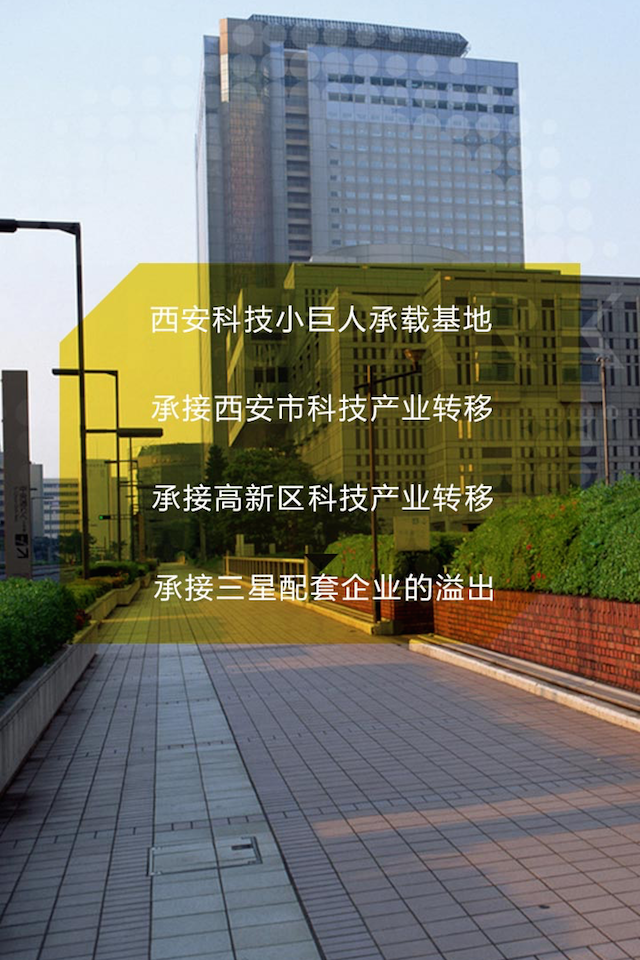 西安科技小巨人承载基地
承接西安市科技产业转移
承接高新区科技产业转移
承接三星配套企业的溢出